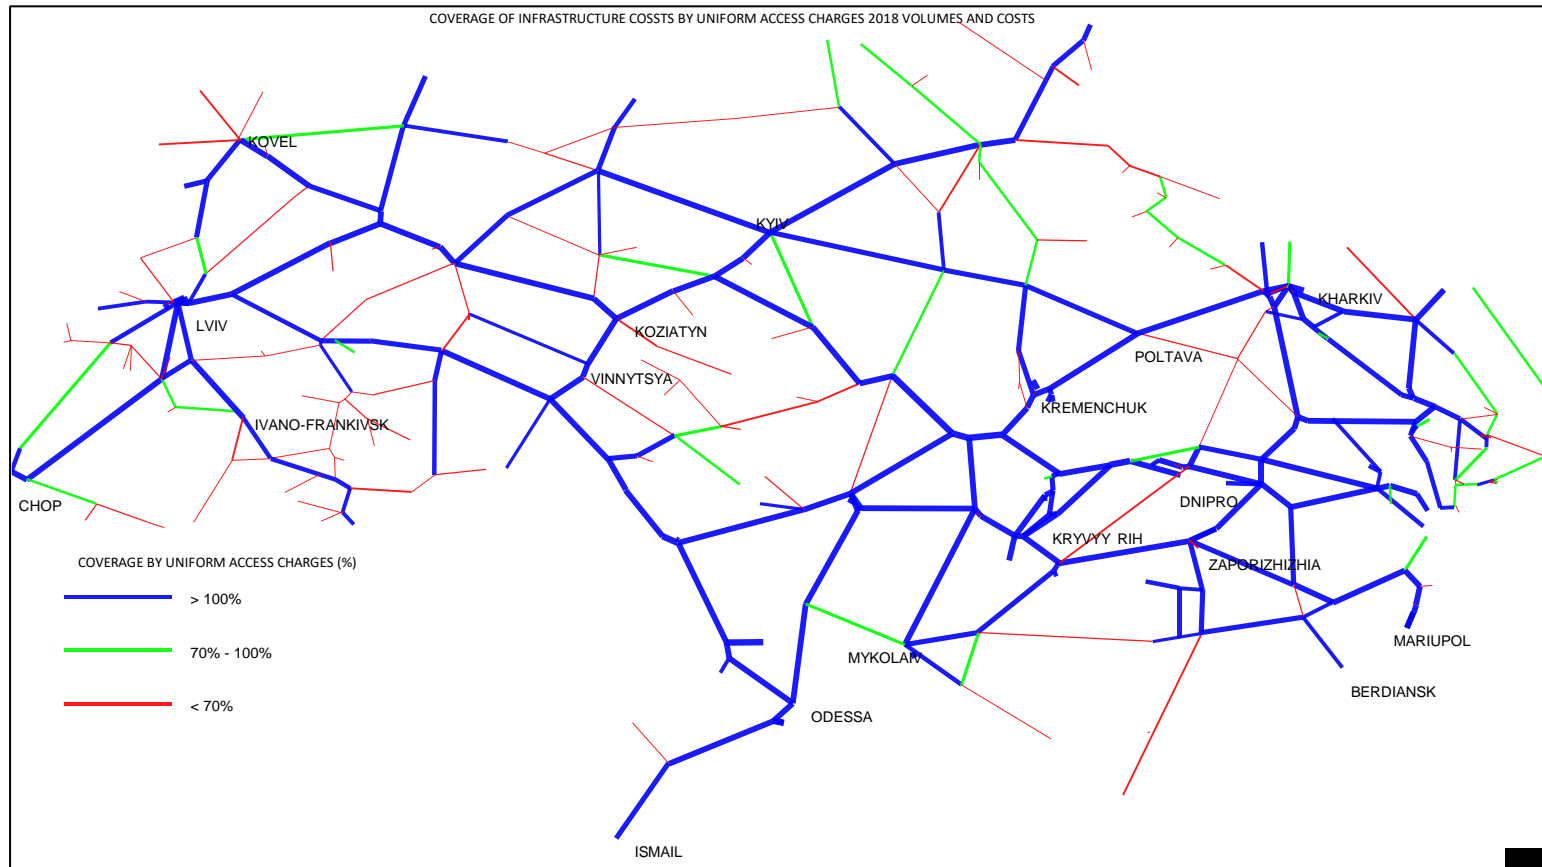 COVERAGE OF INFRASTRUCTURE COSSTS BY UNIFORM ACCESS CHARGES 2018 VOLUMES AND COSTS
KOVEL
KYIV
KHARKIV
LVIV
KOZIATYN
POLTAVA
VINNYTSYA
KREMENCHUK
IVANO-FRANKIVSK
CHOP
DNIPRO
KRYVYY RIH
ZAPORIZHIZHIA
COVERAGE BY UNIFORM ACCESS CHARGES (%)
> 100%
MARIUPOL
70% - 100%
MYKOLAIV
BERDIANSK
< 70%
ODESSA
ISMAIL